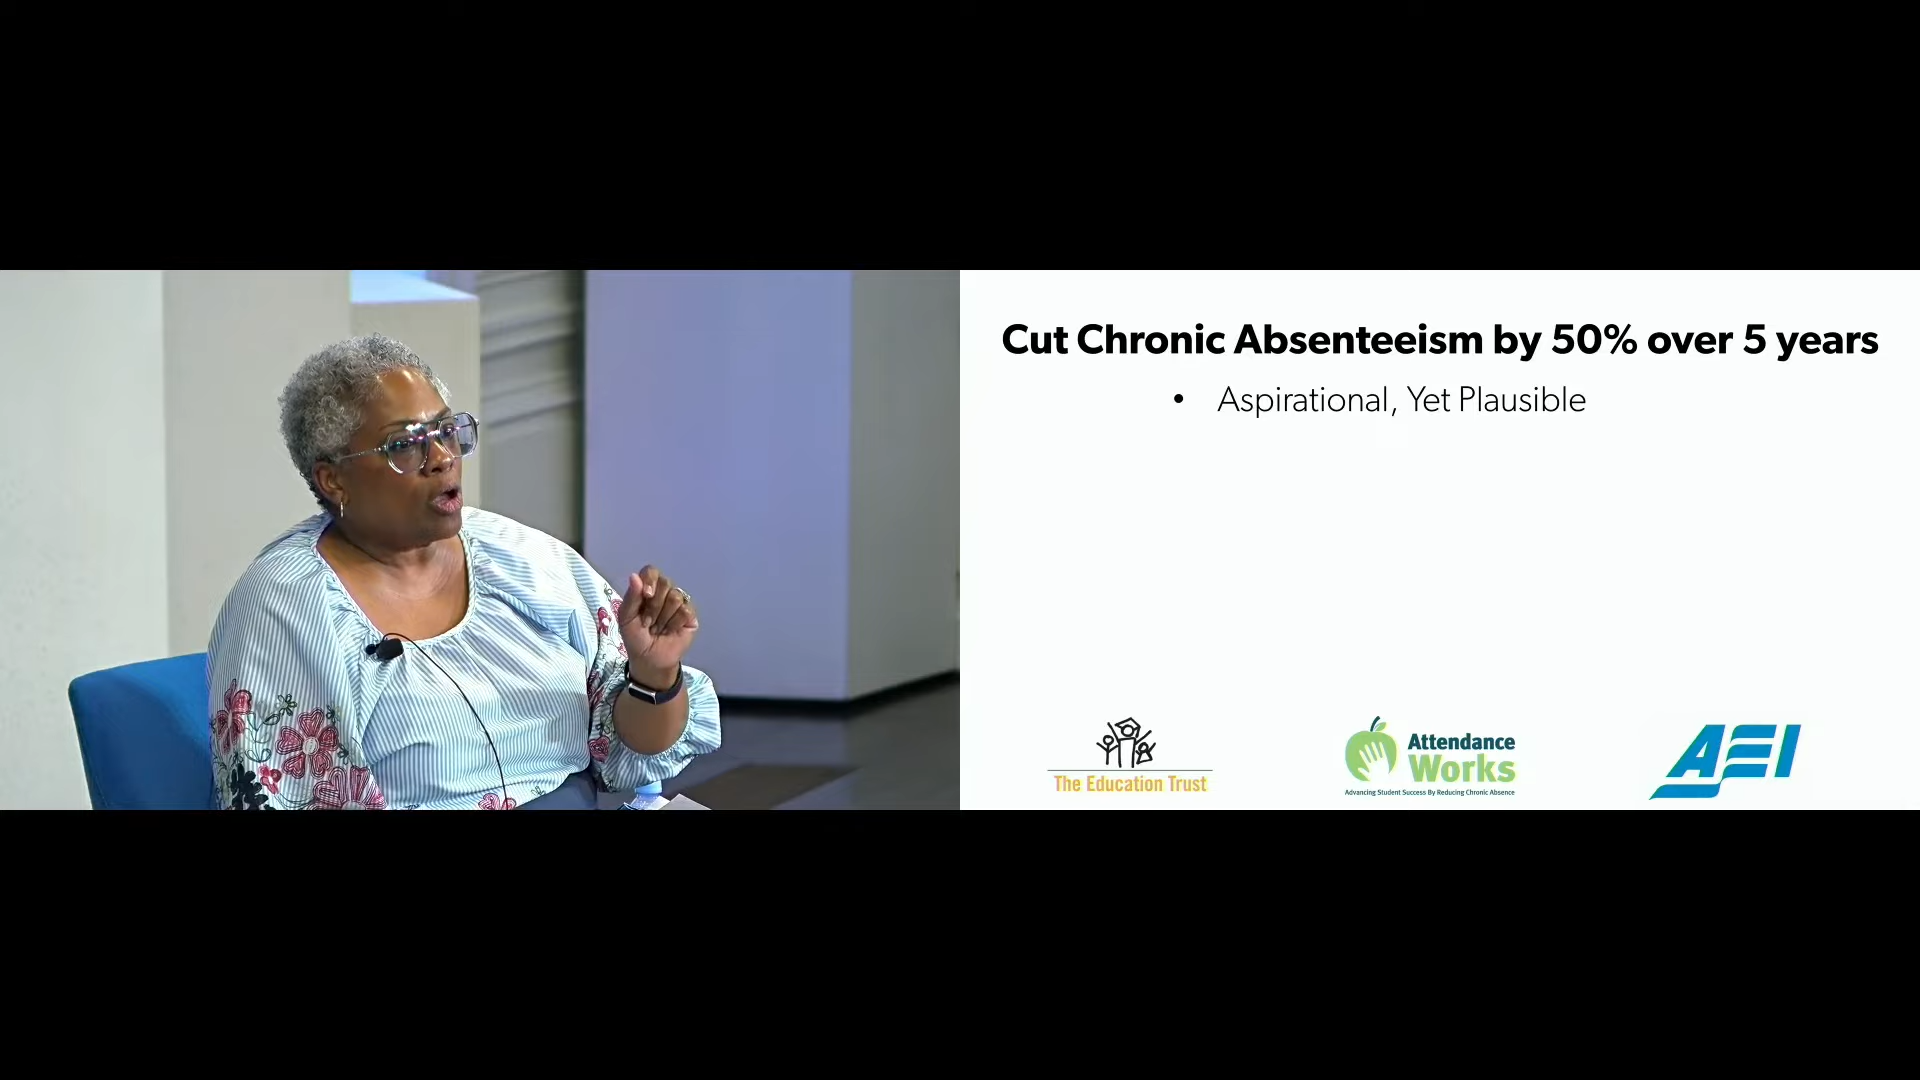 Cut Chronic Absenteeism by 50% over 5 years
• Aspirational, Yet Plausible
The Education Trust
Attendance
Works
Advancing Student Success By Reducing Chronic Absence
AEI